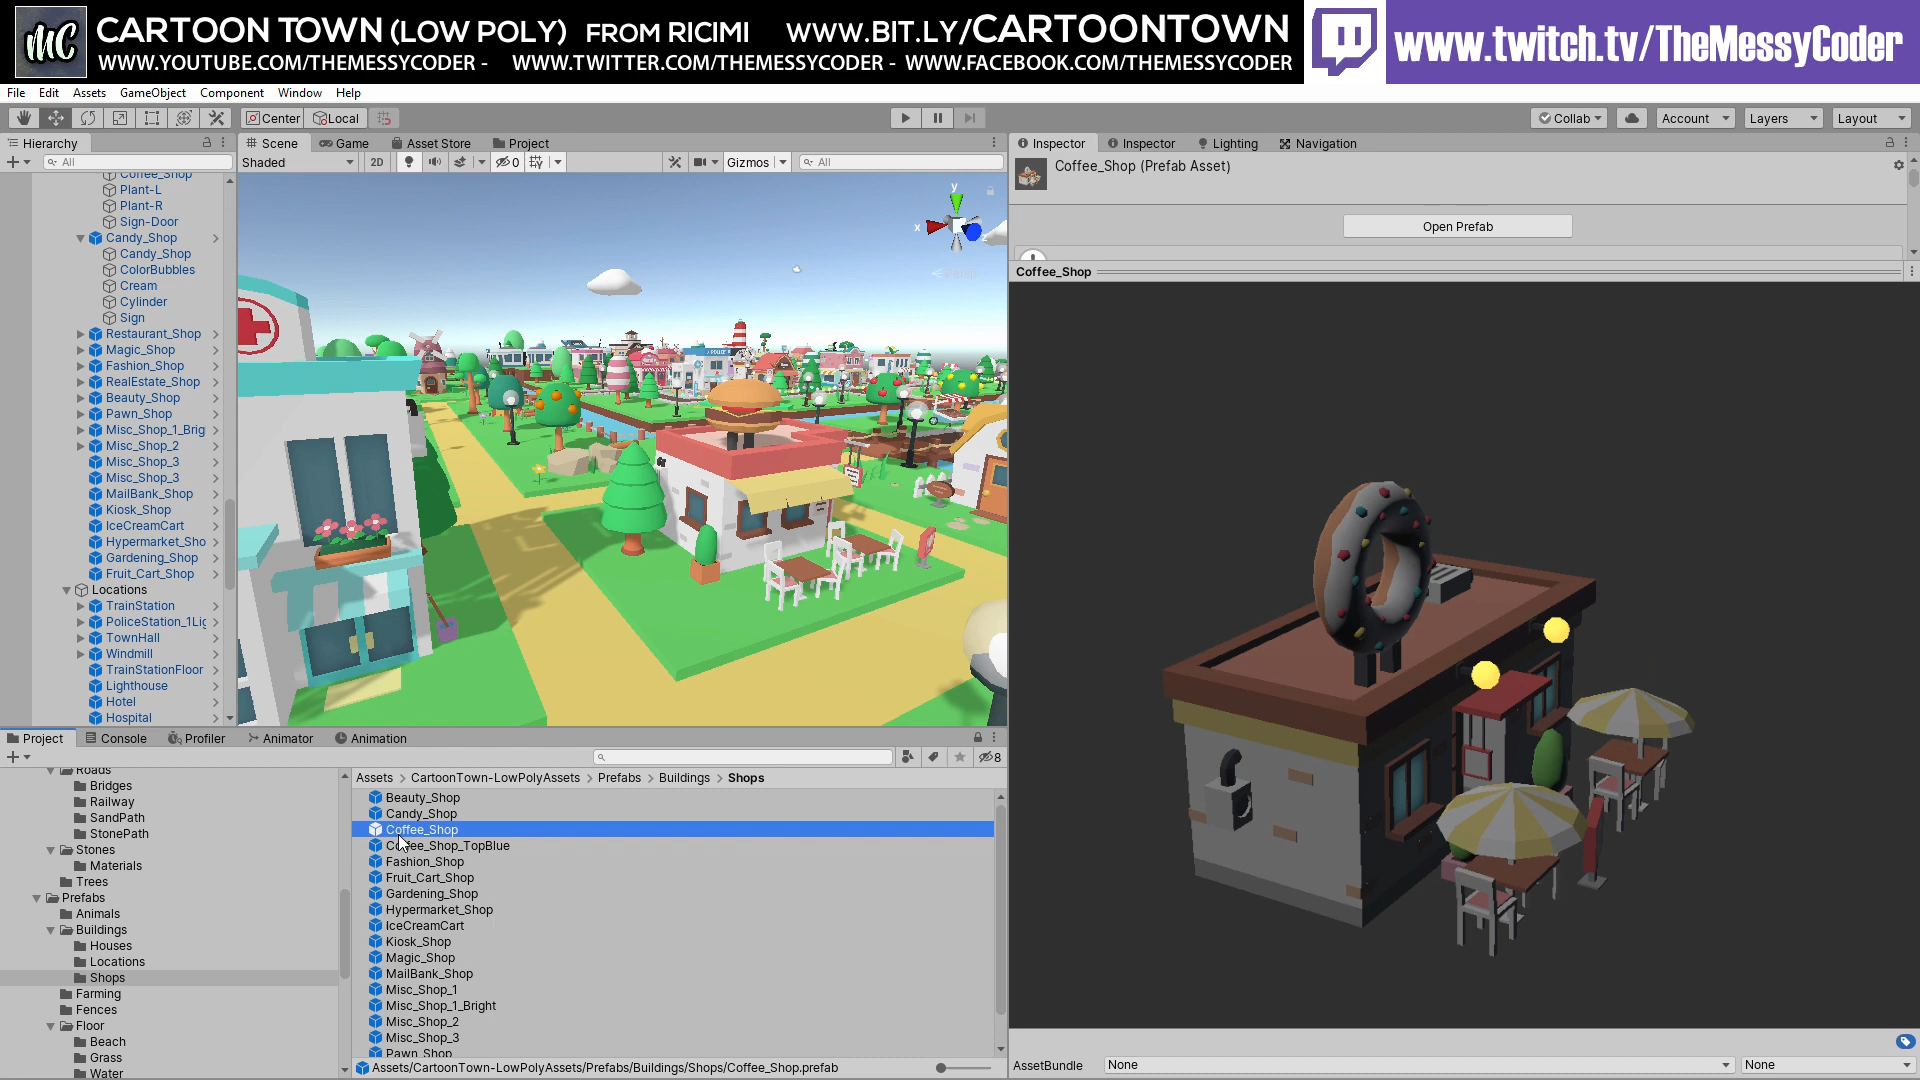 MC CARTOON TOWN (LOW POLY) FROM RICIMI WWW.BIT.LY/CARTOONTOWN
WWW.YOUTUBE.COM/THEMESSYCODER - WWW.TWITTER.COM/THEMESSYCODER - WWW.FACEBOOK.COM/THEMESSYCODER
www.twitch.tv/TheMessyCoder
File Edit Assets GameObject Component Window Help
Center Local
Collab Account Layers Layout
Hierarchy
All
Coffee_Shop
Plant-L
Plant-R
Sign-Door
Candy_Shop
Candy_Shop
ColorBubbles
Cream
Cylinder
Sign
Restaurant_Shop
Magic_Shop
Fashion_Shop
RealEstate_Shop
Beauty_Shop
Pawn_Shop
Misc_Shop_1_Brig
Misc_Shop_2
Misc_Shop_3
Misc_Shop_3
MailBank_Shop
Kiosk_Shop
IceCreamCart
Hypermarket_Sho
Gardening_Shop
Fruit_Cart_Shop
Locations
TrainStation
PoliceStation_1Lig
TownHall
Windmill
TrainStationFloor
Lighthouse
Hotel
Hospital
Scene Game Asset Store Project
Shaded 2D 0 Gizmos All
y
x
z
Persp
POLICE
Inspector Inspector Lighting Navigation
Coffee_Shop (Prefab Asset)
Open Prefab
Coffee_Shop
AssetBundle None None
Project Console Profiler Animator Animation
8
Roads
Bridges
Railway
SandPath
StonePath
Stones
Materials
Trees
Prefabs
Animals
Buildings
Houses
Locations
Shops
Farming
Fences
Floor
Beach
Grass
Water
Assets > CartoonTown-LowPolyAssets > Prefabs > Buildings > Shops
Beauty_Shop
Candy_Shop
Coffee_Shop
Coffee_Shop_TopBlue
Fashion_Shop
Fruit_Cart_Shop
Gardening_Shop
Hypermarket_Shop
IceCreamCart
Kiosk_Shop
Magic_Shop
MailBank_Shop
Misc_Shop_1
Misc_Shop_1_Bright
Misc_Shop_2
Misc_Shop_3
Pawn_Shop
Assets/CartoonTown-LowPolyAssets/Prefabs/Buildings/Shops/Coffee_Shop.prefab